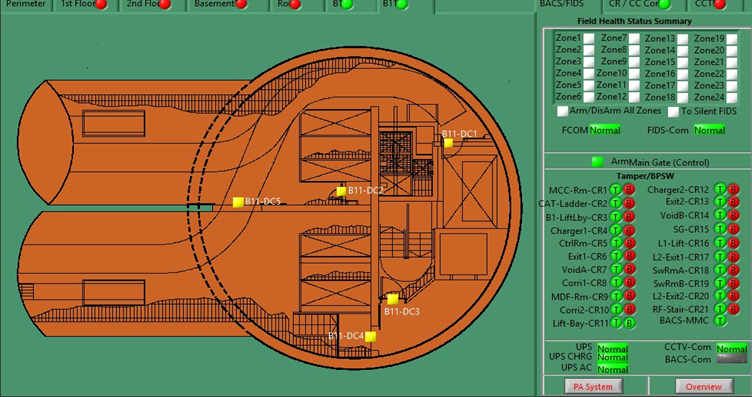 Perimeter 1st Floor 2nd Floor Basement B1 B11 BACS/FIDS CR / CC Cor CCT
Field Health Status Summary
Zone1 Zone7 Zone13 Zone19
Zone2 Zone8 Zone14 Zone20
Zone3 Zone9 Zone15 Zone21
Zone4 Zone10 Zone16 Zone22
Zone5 Zone11 Zone17 Zone23
Zone6 Zone12 Zone18 Zone24
Arm/DisArm All Zones To Silent FIDS
FCOM Normal FIDS-Com Normal
B11-DC1
B11-DC2
B11-DC5
B11-DC3
B11-DC4
Arm Main Gate (Control)
Tamper/BPSW
MCC-Rm-CR1 T B Charger2-CR12 T B
CAT-Ladder-CR2 T B Exit2-CR13 T B
B1-LiftLby-CR3 T B VoidB-CR14 T B
Charger1-CR4 T B SG-CR15 T B
CtrlRm-CR5 T B L1-Lift-CR16 T B
Exit1-CR6 T B L2-Exit1-CR17 T B
VoidA-CR7 T B SwRmA-CR18 T B
Corri1-CR8 T B SwRmB-CR19 T B
MDF-Rm-CR9 T B L2-Exit2-CR20 T B
Corri2-CR10 T B RF-Stair-CR21 T B
Lift-Bay-CR11 T B BACS-MMC T
UPS Normal CCTV-Com Normal
UPS CHRG Normal BACS-Com
UPS AC Normal
PA System Overview